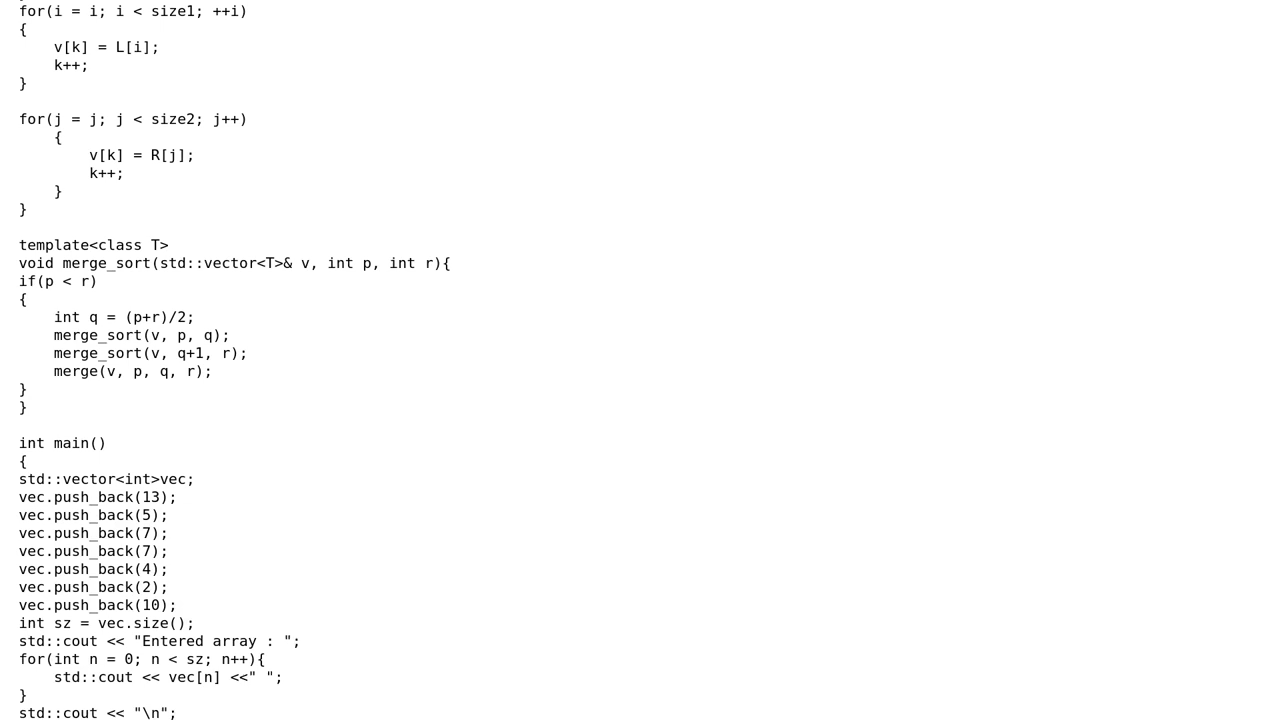 for(i = i; i < size1; ++i)
{
    v[k] = L[i];
    k++;
}

for(j = j; j < size2; j++)
    {
        v[k] = R[j];
        k++;
    }
}

template<class T>
void merge_sort(std::vector<T>& v, int p, int r){
if(p < r)
{
    int q = (p+r)/2;
    merge_sort(v, p, q);
    merge_sort(v, q+1, r);
    merge(v, p, q, r);
}
}

int main()
{
std::vector<int>vec;
vec.push_back(13);
vec.push_back(5);
vec.push_back(7);
vec.push_back(7);
vec.push_back(4);
vec.push_back(2);
vec.push_back(10);
int sz = vec.size();
std::cout << "Entered array : ";
for(int n = 0; n < sz; n++){
    std::cout << vec[n] <<" ";
}
std::cout << "\n";